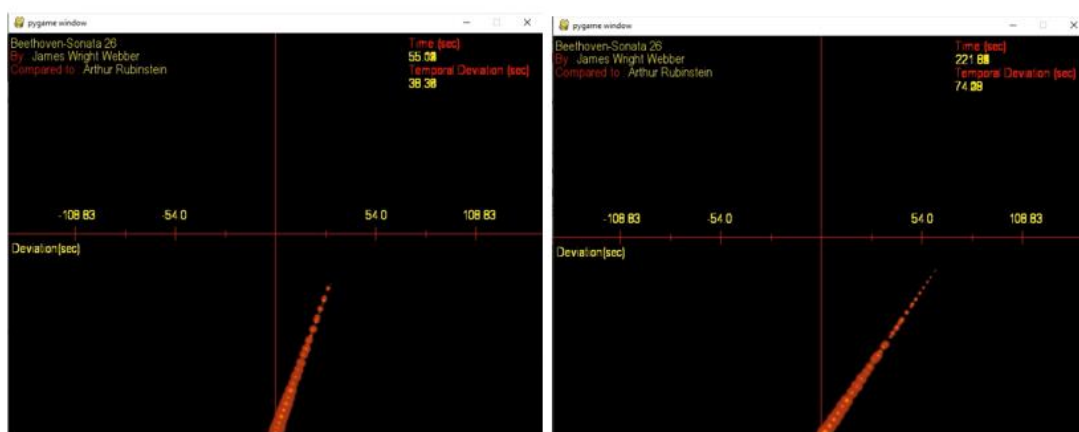 pygame window
Beethoven-Sonata 26
By James Wright Webber
Compared to Arthur Rubinstein
Time (sec)
Temporal Deviation (sec)
-108.83 -54.0 54.0 108.83
Deviation(sec)
pygame window
Beethoven-Sonata 26
By James Wright Webber
Compared to Arthur Rubinstein
Time (sec)
Temporal Deviation (sec)
-108.83 -54.0 54.0 108.83
Deviation(sec)